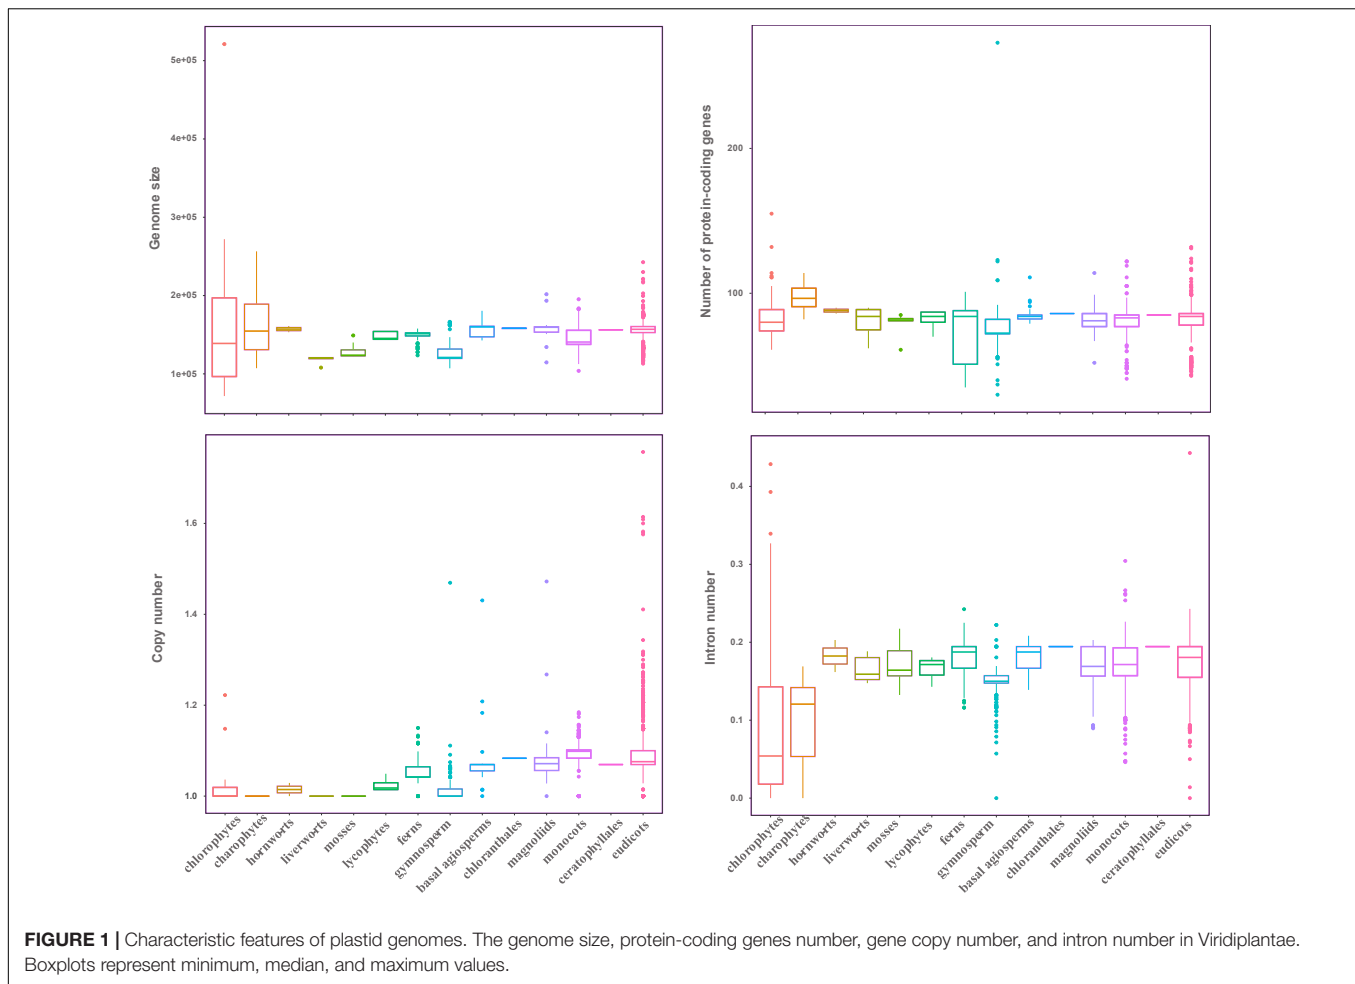 Genome size
5e+05
4e+05
3e+05
2e+05
1e+05
Number of protein-coding genes
200
100
Copy number
1.6
1.4
1.2
1.0
chlorophytes
charophytes
hornworts
liverworts
mosses
lycophytes
ferns
gymnosperm
basal agiosperms
chloranthales
magnoliids
monocots
ceratophyllales
eudicots
Intron number
0.4
0.3
0.2
0.1
0.0
chlorophytes
charophytes
hornworts
liverworts
mosses
lycophytes
ferns
gymnosperm
basal agiosperms
chloranthales
magnoliids
monocots
ceratophyllales
eudicots
FIGURE 1 | Characteristic features of plastid genomes. The genome size, protein-coding genes number, gene copy number, and intron number in Viridiplantae.
Boxplots represent minimum, median, and maximum values.